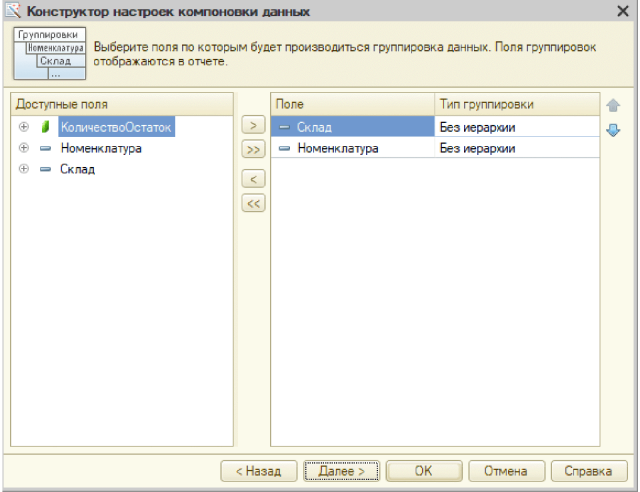 Конструктор настроек компоновки данных
Группировки
Номенклатура
Склад
...
Выберите поля по которым будет производиться группировка данных. Поля группировок
отображаются в отчете.
Доступные поля
КоличествоОстаток
Номенклатура
Склад
>
>>
<
<<
Поле Тип группировки
Склад Без иерархии
Номенклатура Без иерархии
< Назад Далее > OK Отмена Справка